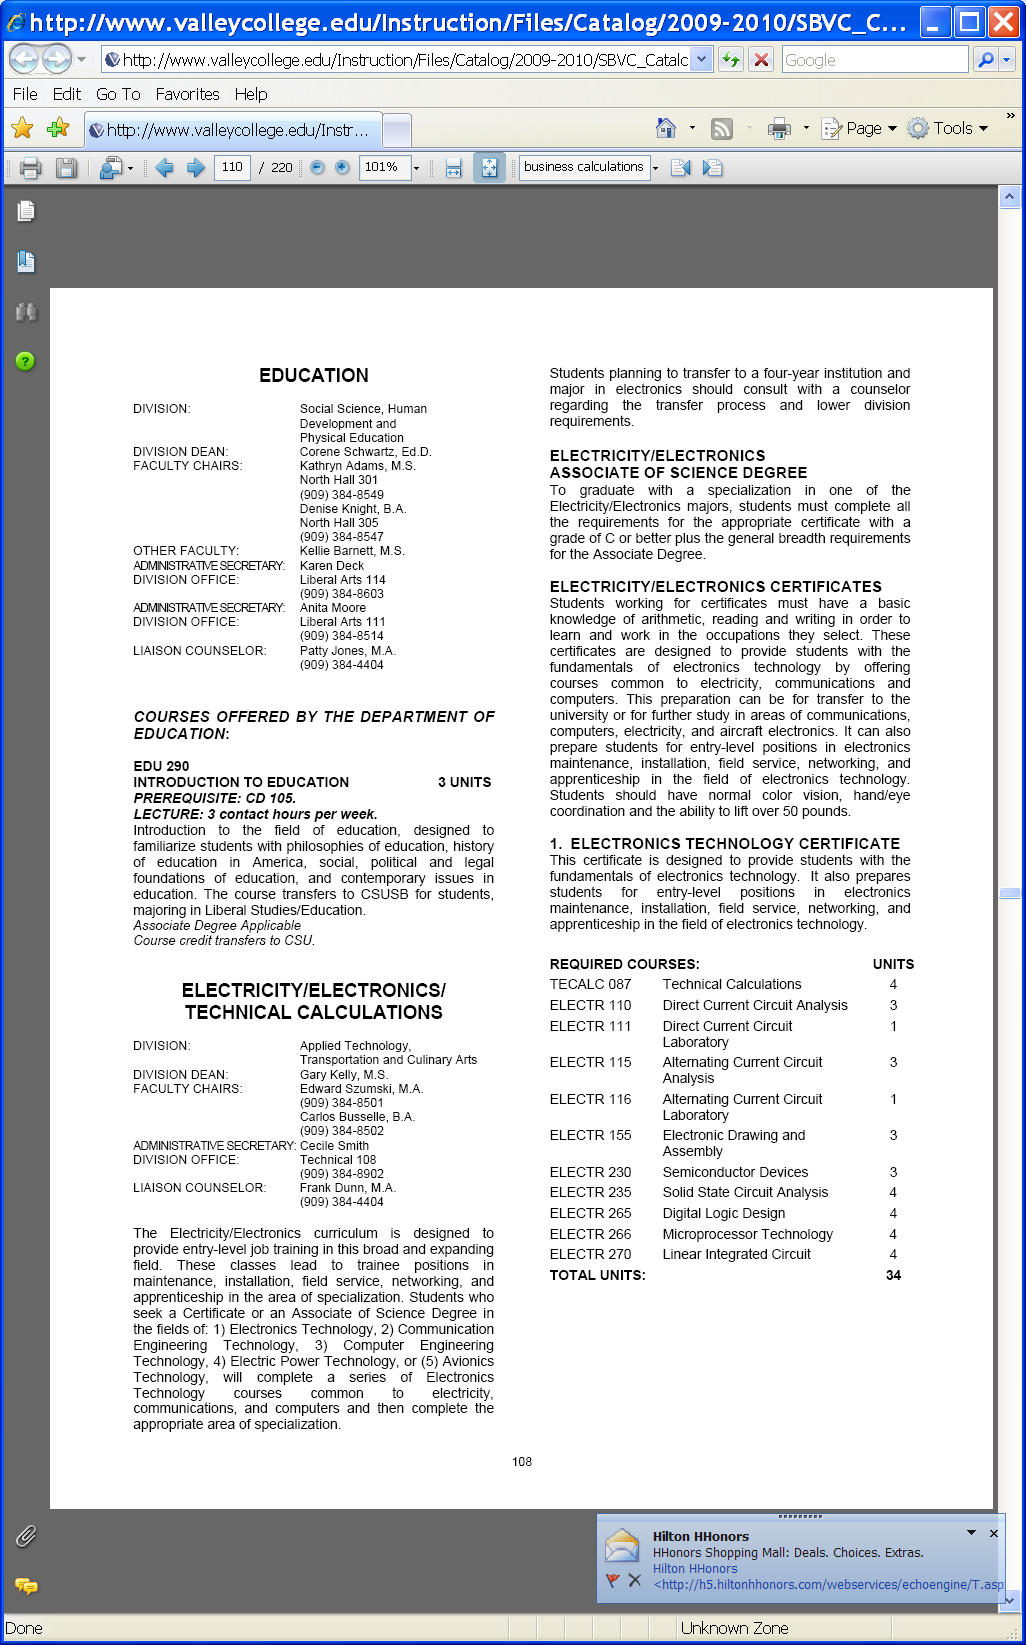 http://www.valleycollege.edu/Instruction/Files/Catalog/2009-2010/SBVC_C...
http://www.valleycollege.edu/Instruction/Files/Catalog/2009-2010/SBVC_Catalc
Google
File Edit Go To Favorites Help
http://www.valleycollege.edu/Instr...
Page Tools
110 / 220 101% business calculations
EDUCATION
DIVISION: Social Science, Human
Development and
Physical Education
DIVISION DEAN: Corene Schwartz, Ed.D.
FACULTY CHAIRS: Kathryn Adams, M.S.
North Hall 301
(909) 384-8549
Denise Knight, B.A.
North Hall 305
(909) 384-8547
OTHER FACULTY: Kellie Barnett, M.S.
ADMINISTRATIVE SECRETARY: Karen Deck
DIVISION OFFICE: Liberal Arts 114
(909) 384-8603
ADMINISTRATIVE SECRETARY: Anita Moore
DIVISION OFFICE: Liberal Arts 111
(909) 384-8514
LIAISON COUNSELOR: Patty Jones, M.A.
(909) 384-4404
COURSES OFFERED BY THE DEPARTMENT OF
EDUCATION:
EDU 290
INTRODUCTION TO EDUCATION 3 UNITS
PREREQUISITE: CD 105.
LECTURE: 3 contact hours per week.
Introduction to the field of education, designed to
familiarize students with philosophies of education, history
of education in America, social, political and legal
foundations of education, and contemporary issues in
education. The course transfers to CSUSB for students,
majoring in Liberal Studies/Education.
Associate Degree Applicable
Course credit transfers to CSU.
ELECTRICITY/ELECTRONICS/
TECHNICAL CALCULATIONS
DIVISION: Applied Technology,
Transportation and Culinary Arts
DIVISION DEAN: Gary Kelly, M.S.
FACULTY CHAIRS: Edward Szumski, M.A.
(909) 384-8501
Carlos Busselle, B.A.
(909) 384-8502
ADMINISTRATIVE SECRETARY: Cecile Smith
DIVISION OFFICE: Technical 108
(909) 384-8902
LIAISON COUNSELOR: Frank Dunn, M.A.
(909) 384-4404
The Electricity/Electronics curriculum is designed to
provide entry-level job training in this broad and expanding
field. These classes lead to trainee positions in
maintenance, installation, field service, networking, and
apprenticeship in the area of specialization. Students who
seek a Certificate or an Associate of Science Degree in
the fields of: 1) Electronics Technology, 2) Communication
Engineering Technology, 3) Computer Engineering
Technology, 4) Electric Power Technology, or (5) Avionics
Technology, will complete a series of Electronics
Technology courses common to electricity,
communications, and computers and then complete the
appropriate area of specialization.
Students planning to transfer to a four-year institution and
major in electronics should consult with a counselor
regarding the transfer process and lower division
requirements.
ELECTRICITY/ELECTRONICS
ASSOCIATE OF SCIENCE DEGREE
To graduate with a specialization in one of the
Electricity/Electronics majors, students must complete all
the requirements for the appropriate certificate with a
grade of C or better plus the general breadth requirements
for the Associate Degree.
ELECTRICITY/ELECTRONICS CERTIFICATES
Students working for certificates must have a basic
knowledge of arithmetic, reading and writing in order to
learn and work in the occupations they select. These
certificates are designed to provide students with the
fundamentals of electronics technology by offering
courses common to electricity, communications and
computers. This preparation can be for transfer to the
university or for further study in areas of communications,
computers, electricity, and aircraft electronics. It can also
prepare students for entry-level positions in electronics
maintenance, installation, field service, networking, and
apprenticeship in the field of electronics technology.
Students should have normal color vision, hand/eye
coordination and the ability to lift over 50 pounds.
1. ELECTRONICS TECHNOLOGY CERTIFICATE
This certificate is designed to provide students with the
fundamentals of electronics technology. It also prepares
students for entry-level positions in electronics
maintenance, installation, field service, networking, and
apprenticeship in the field of electronics technology.
REQUIRED COURSES: UNITS
TECALC 087 Technical Calculations 4
ELECTR 110 Direct Current Circuit Analysis 3
ELECTR 111 Direct Current Circuit 1
Laboratory
ELECTR 115 Alternating Current Circuit 3
Analysis
ELECTR 116 Alternating Current Circuit 1
Laboratory
ELECTR 155 Electronic Drawing and 3
Assembly
ELECTR 230 Semiconductor Devices 3
ELECTR 235 Solid State Circuit Analysis 4
ELECTR 265 Digital Logic Design 4
ELECTR 266 Microprocessor Technology 4
ELECTR 270 Linear Integrated Circuit 4
TOTAL UNITS: 34
108
Hilton HHonors
HHonors Shopping Mall: Deals. Choices. Extras.
Hilton HHonors
<http://h5.hiltonhhonors.com/webservices/echoengine/T.asp
Done Unknown Zone